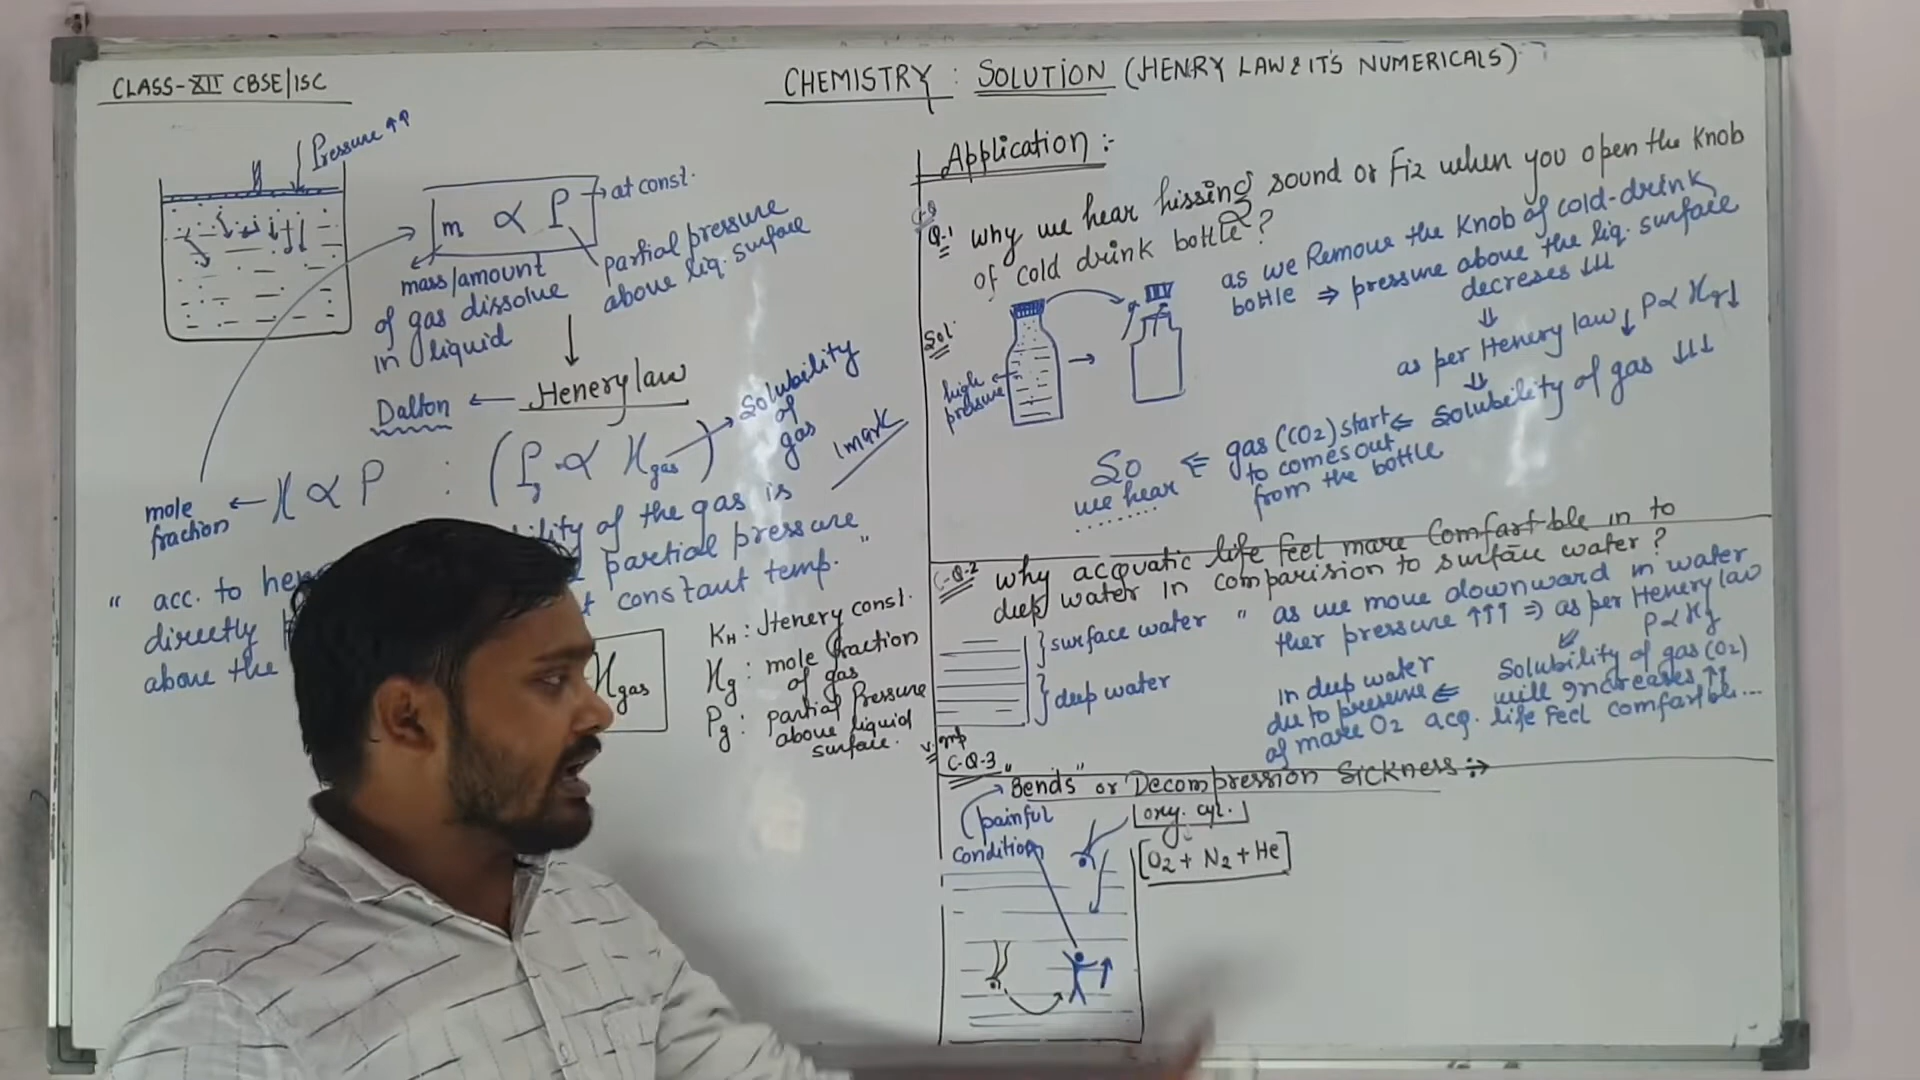 CLASS-XII CBSE/ISC
CHEMISTRY : SOLUTION (HENRY LAW & IT'S NUMERICALS)
Pressure ↑↑
m ∝ P
at const.
mass/amount
of gas dissolve
in liquid
partial pressure
above liq. surface
Dalton ← Henery law
mole
fraction ← X ∝ P : (Pg ∝ Xgas)
Solubility
of
gas
1 mark
" acc. to
of the gas is
directly
partial pressure
above the
constant temp. "
Xgas
KH : Henery const.
Xg : mole fraction
of gas
Pg : partial pressure
above liquid
surface.
Application :-
Q.1 why we hear hissing sound or Fiz when you open the Knob
of cold drink bottle?
Sol.
high
pressure
as we Remove the Knob of cold-drink
bottle ⇒ pressure above the liq. surface
decreses ↓↓↓
⇓
as per Henery law ↓ P ∝ Xg ↓
⇓
So ⇐ gas (CO2) start ⇐ Solubility of gas ↓↓↓
we hear
.......
to comes out
from the bottle
C-Q-2 why acquatic life feel more Comfartble in to
deep water in comparision to surface water?
surface water
deep water
" as we move downward in water
ther pressure ↑↑↑ ⇒ as per Henery law
P ∝ Xg
Solubility of gas (O2)
will increases ↑↑
in deep water
due to presence ⇐
of more O2 acq. life feel comfartble...
v. imp
C-Q-3 "Bends" or Decompression Sickness :→
painful
condition
oxy. cyl.
[O2 + N2 + He]